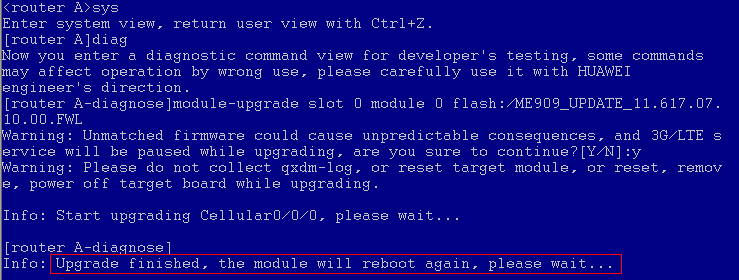 <router A>sys
Enter system view, return user view with Ctrl+Z.
[router A]diag
Now you enter a diagnostic command view for developer's testing, some commands
may affect operation by wrong use, please carefully use it with HUAWEI
engineer's direction.
[router A-diagnose]module-upgrade slot 0 module 0 flash:/ME909_UPDATE_11.617.07.
10.00.FWL
Warning: Unmatched firmware could cause unpredictable consequences, and 3G/LTE s
ervice will be paused while upgrading, are you sure to continue?[Y/N]:y
Warning: Please do not collect qxdm-log, or reset target module, or reset, remov
e, power off target board while upgrading.
Info: Start upgrading Cellular0/0/0, please wait...
[router A-diagnose]
Info: Upgrade finished, the module will reboot again, please wait...